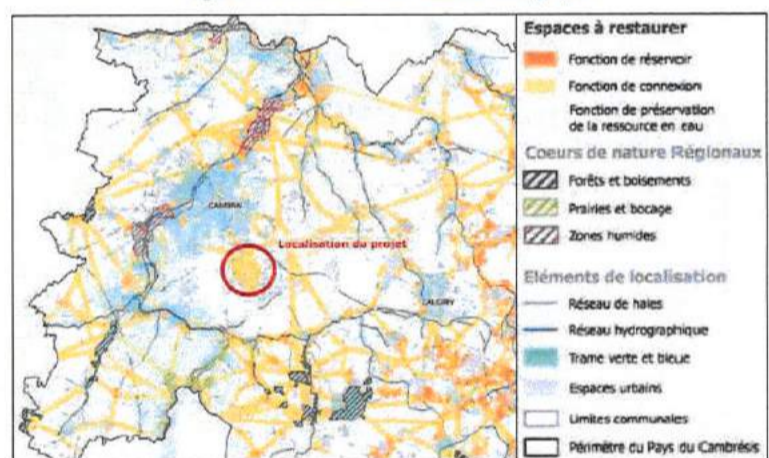 CAMBRAI
Localisation du projet
CAUDRY
Espaces à restaurer
Fonction de réservoir
Fonction de connexion
Fonction de préservation
de la ressource en eau
Coeurs de nature Régionaux
Forêts et boisements
Prairies et bocage
Zones humides
Eléments de localisation
Réseau de haies
Réseau hydrographique
Trame verte et bleue
Espaces urbains
Limites communales
Périmètre du Pays du Cambrésis